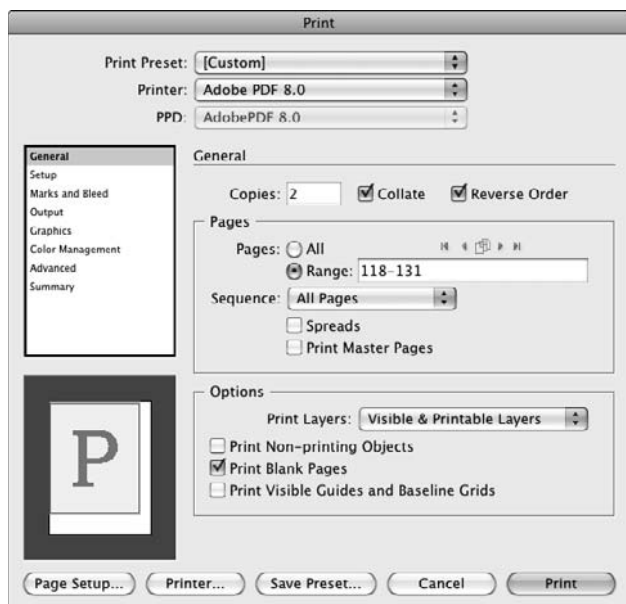 Print
Print Preset: [Custom]
Printer: Adobe PDF 8.0
PPD: AdobePDF 8.0
General
Setup
Marks and Bleed
Output
Graphics
Color Management
Advanced
Summary
General
Copies: 2 Collate Reverse Order
Pages
Pages: All
Range: 118-131
Sequence: All Pages
Spreads
Print Master Pages
P
Options
Print Layers: Visible & Printable Layers
Print Non-printing Objects
Print Blank Pages
Print Visible Guides and Baseline Grids
Page Setup... Printer... Save Preset... Cancel Print